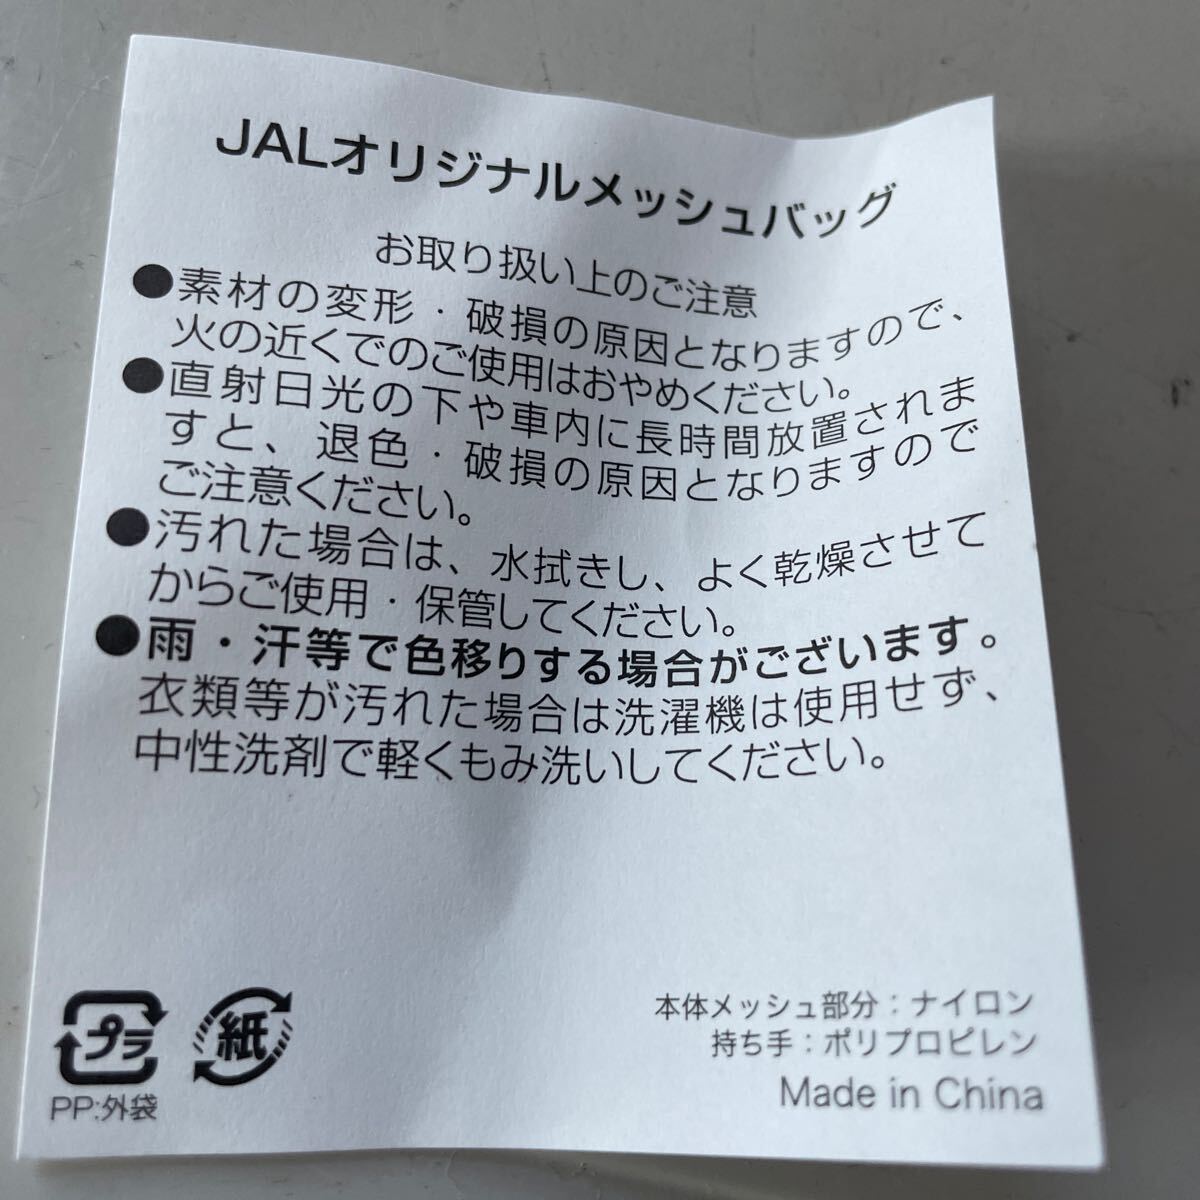 JALオリジナルメッシュバッグ
お取り扱い上のご注意
●素材の変形・破損の原因となりますので、
火の近くでのご使用はおやめください。
●直射日光の下や車内に長時間放置されま
すと、退色・破損の原因となりますので
ご注意ください。
●汚れた場合は、水拭きし、よく乾燥させて
からご使用・保管してください。
●雨・汗等で色移りする場合がございます。
衣類等が汚れた場合は洗濯機は使用せず、
中性洗剤で軽くもみ洗いしてください。
プラ
紙
PP:外袋
本体メッシュ部分：ナイロン
持ち手：ポリプロピレン
Made in China